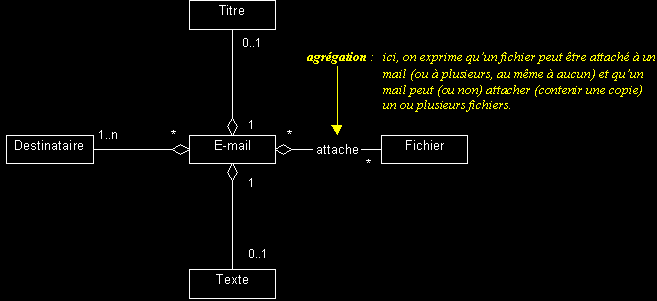 Titre
0..1
agrégation : ici, on exprime qu'un fichier peut être attaché à un
mail (ou à plusieurs, au même à aucun) et qu'un
mail peut (ou non) attacher (contenir une copie)
un ou plusieurs fichiers.
1
1..n
*
*
Destinataire
E-mail
attache
Fichier
*
1
0..1
Texte